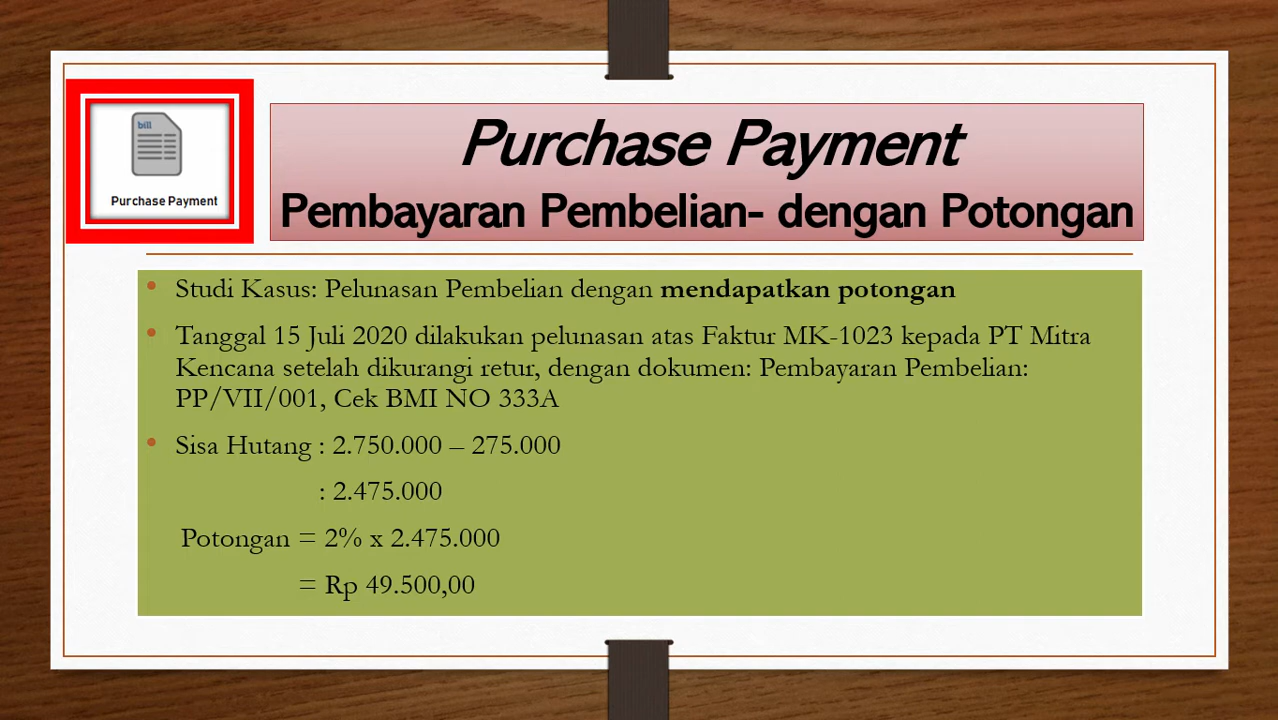 bill
Purchase Payment
Purchase Payment
Pembayaran Pembelian- dengan Potongan
• Studi Kasus: Pelunasan Pembelian dengan mendapatkan potongan
• Tanggal 15 Juli 2020 dilakukan pelunasan atas Faktur MK-1023 kepada PT Mitra
Kencana setelah dikurangi retur, dengan dokumen: Pembayaran Pembelian:
PP/VII/001, Cek BMI NO 333A
• Sisa Hutang : 2.750.000 – 275.000
: 2.475.000
Potongan = 2% x 2.475.000
= Rp 49.500,00